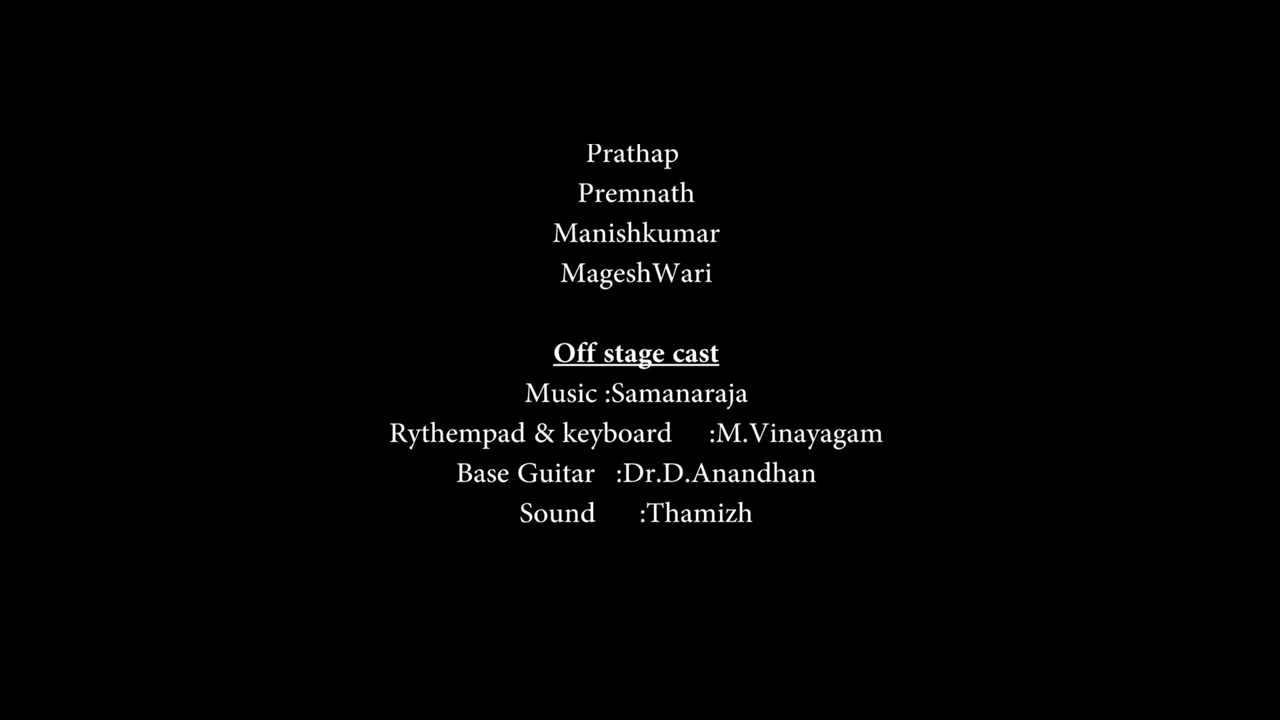 Prathap
Premnath
Manishkumar
MageshWari
Off stage cast
Music :Samanaraja
Rythempad & keyboard :M.Vinayagam
Base Guitar :Dr.D.Anandhan
Sound :Thamizh